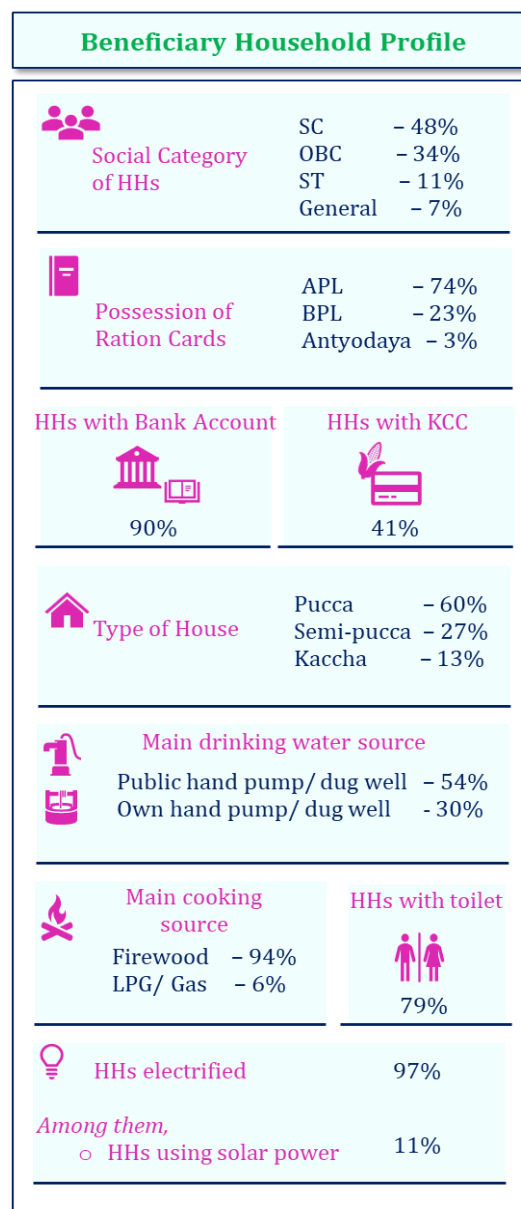 Beneficiary Household Profile
Social Category
of HHs
SC – 48%
OBC – 34%
ST – 11%
General – 7%
Possession of
Ration Cards
APL – 74%
BPL – 23%
Antyodaya – 3%
HHs with Bank Account
90%
HHs with KCC
41%
Type of House
Pucca – 60%
Semi-pucca – 27%
Kaccha – 13%
Main drinking water source
Public hand pump/ dug well – 54%
Own hand pump/ dug well - 30%
Main cooking
source
Firewood – 94%
LPG/ Gas – 6%
HHs with toilet
79%
HHs electrified 97%
Among them,
o HHs using solar power 11%